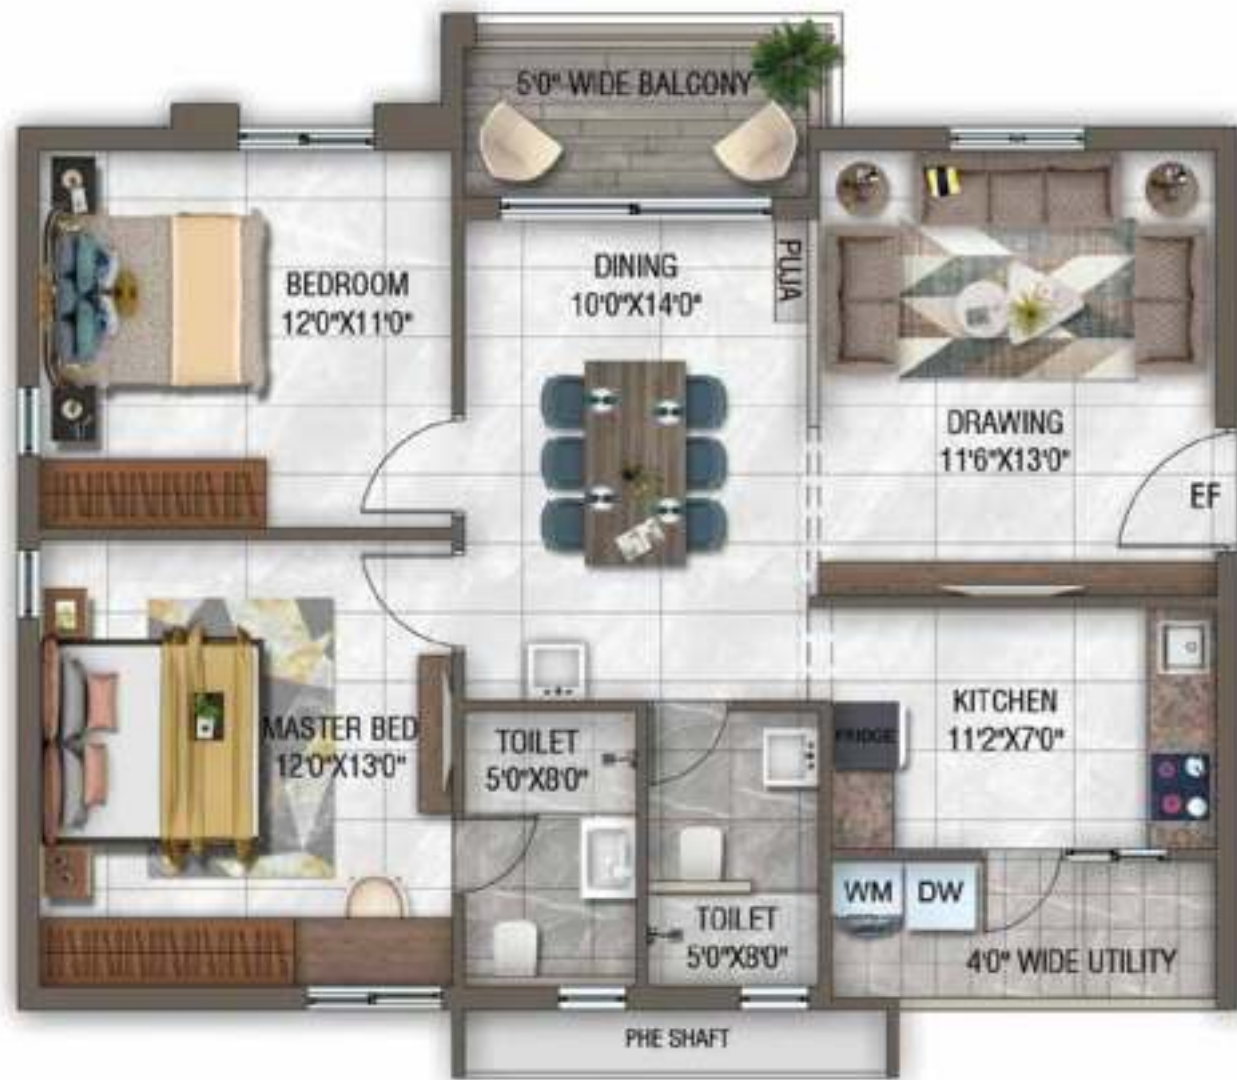 5'0" WIDE BALCONY
BEDROOM
12'0"X11'0"
DINING
10'0"X14'0"
PUJA
DRAWING
11'6"X13'0"
EF
MASTER BED
12'0"X13'0"
TOILET
5'0"X8'0"
KITCHEN
11'2"X7'0"
FRIDGE
TOILET
5'0"X8'0"
WM
DW
4'0" WIDE UTILITY
PHE SHAFT